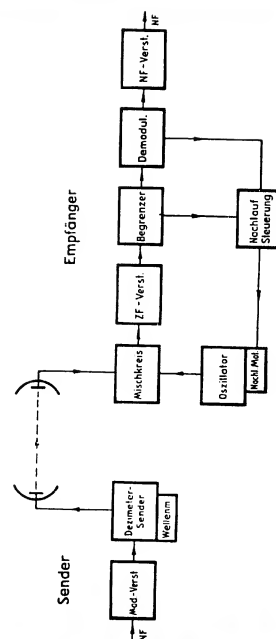 Sender
Empfänger
NF
Mod-Verst
Dezimeter-
Sender
Wellenm
Mischkreis
ZF-Verst.
Begrenzer
Demodul.
NF-Verst.
NF
Oszillator
Nachl.Mot.
Nachlauf
Steuerung